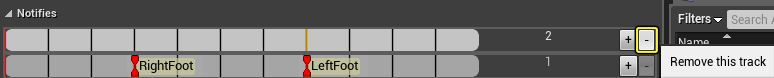 Notifies
Filters
Search
2
+ -
Name
Remove this track
RightFoot
LeftFoot
1
+ -